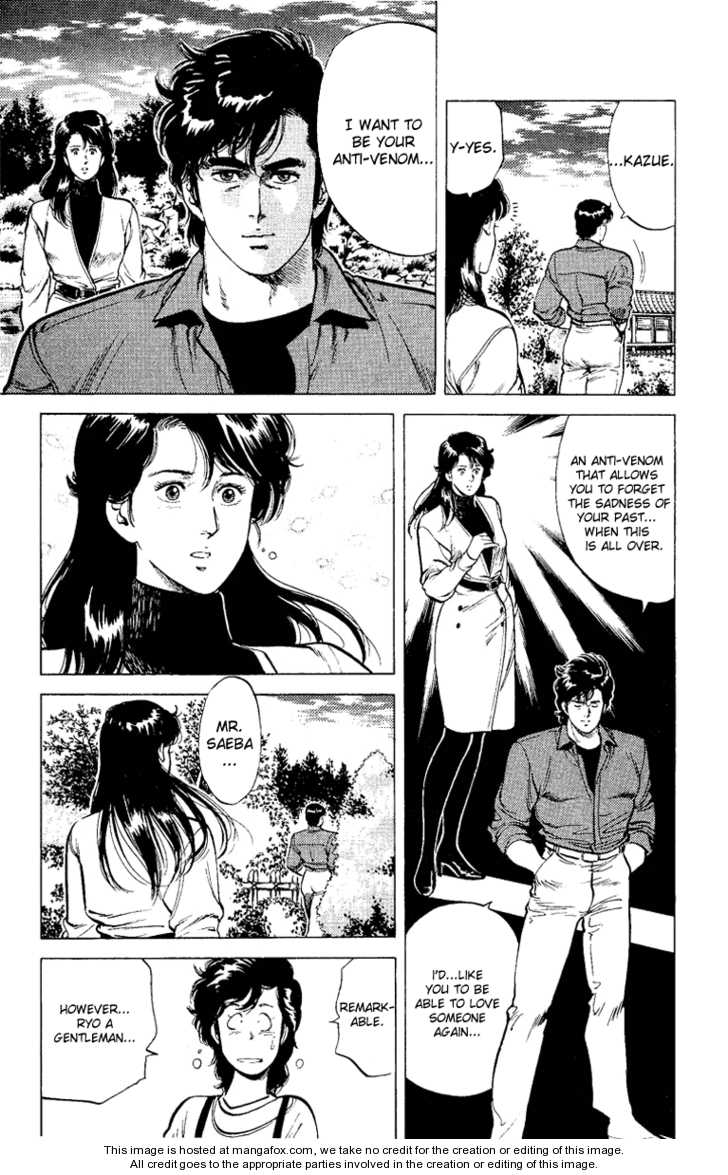 ...KAZUE.
Y-YES.
I WANT TO
BE YOUR
ANTI-VENOM...
AN ANTI-VENOM
THAT ALLOWS
YOU TO FORGET
THE SADNESS OF
YOUR PAST...
WHEN THIS
IS ALL OVER.
I'D...LIKE
YOU TO BE
ABLE TO LOVE
SOMEONE
AGAIN...
MR.
SAEBA
...
REMARK-
ABLE.
HOWEVER...
RYO A
GENTLEMAN...
This image is hosted at mangafox.com, we take no credit for the creation or editing of this image.
All credit goes to the appropriate parties involved in the creation or editing of this image.